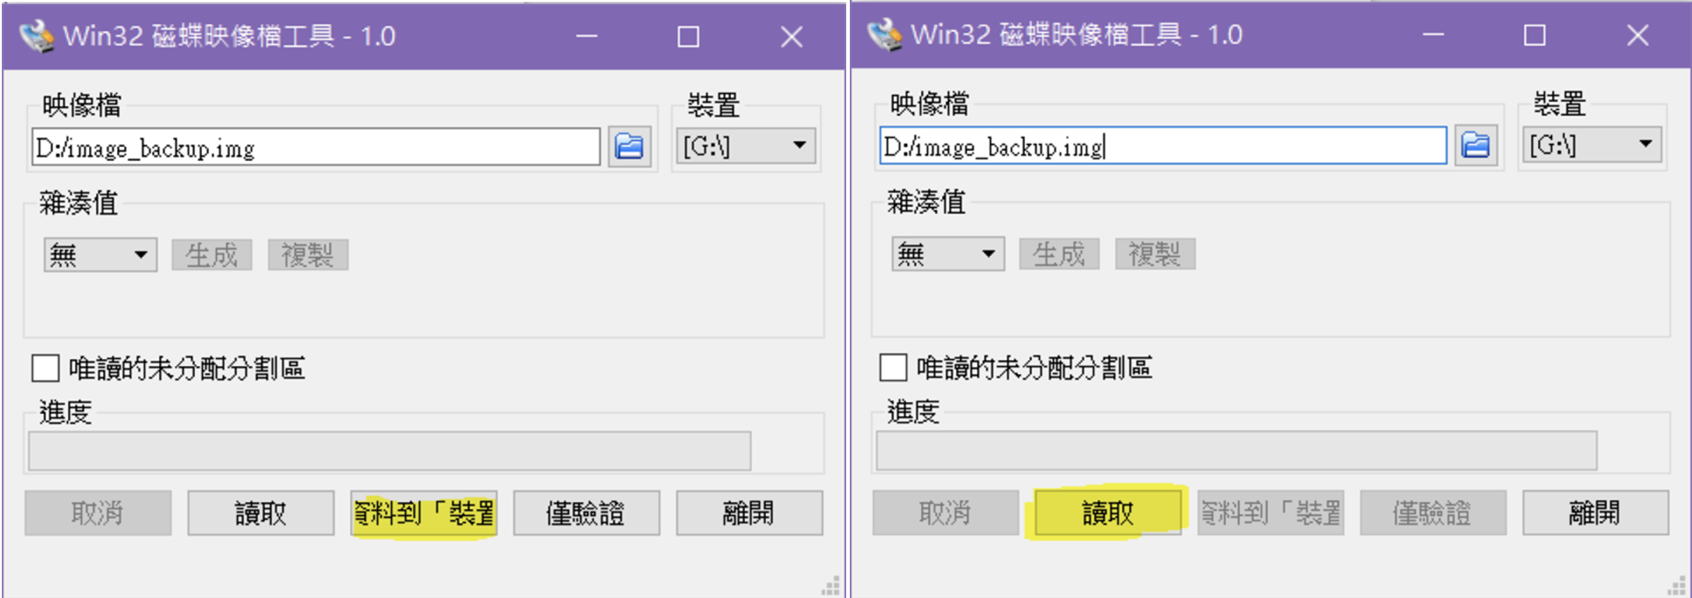 Win32 磁蝶映像檔工具 - 1.0
映像檔
裝置
D:/image_backup.img
[G:\]
雜湊值
無
生成
複製
唯讀的未分配分割區
進度
取消
讀取
資料到「裝置
僅驗證
離開
Win32 磁蝶映像檔工具 - 1.0
映像檔
裝置
D:/image_backup.img
[G:\]
雜湊值
無
生成
複製
唯讀的未分配分割區
進度
取消
讀取
資料到「裝置
僅驗證
離開